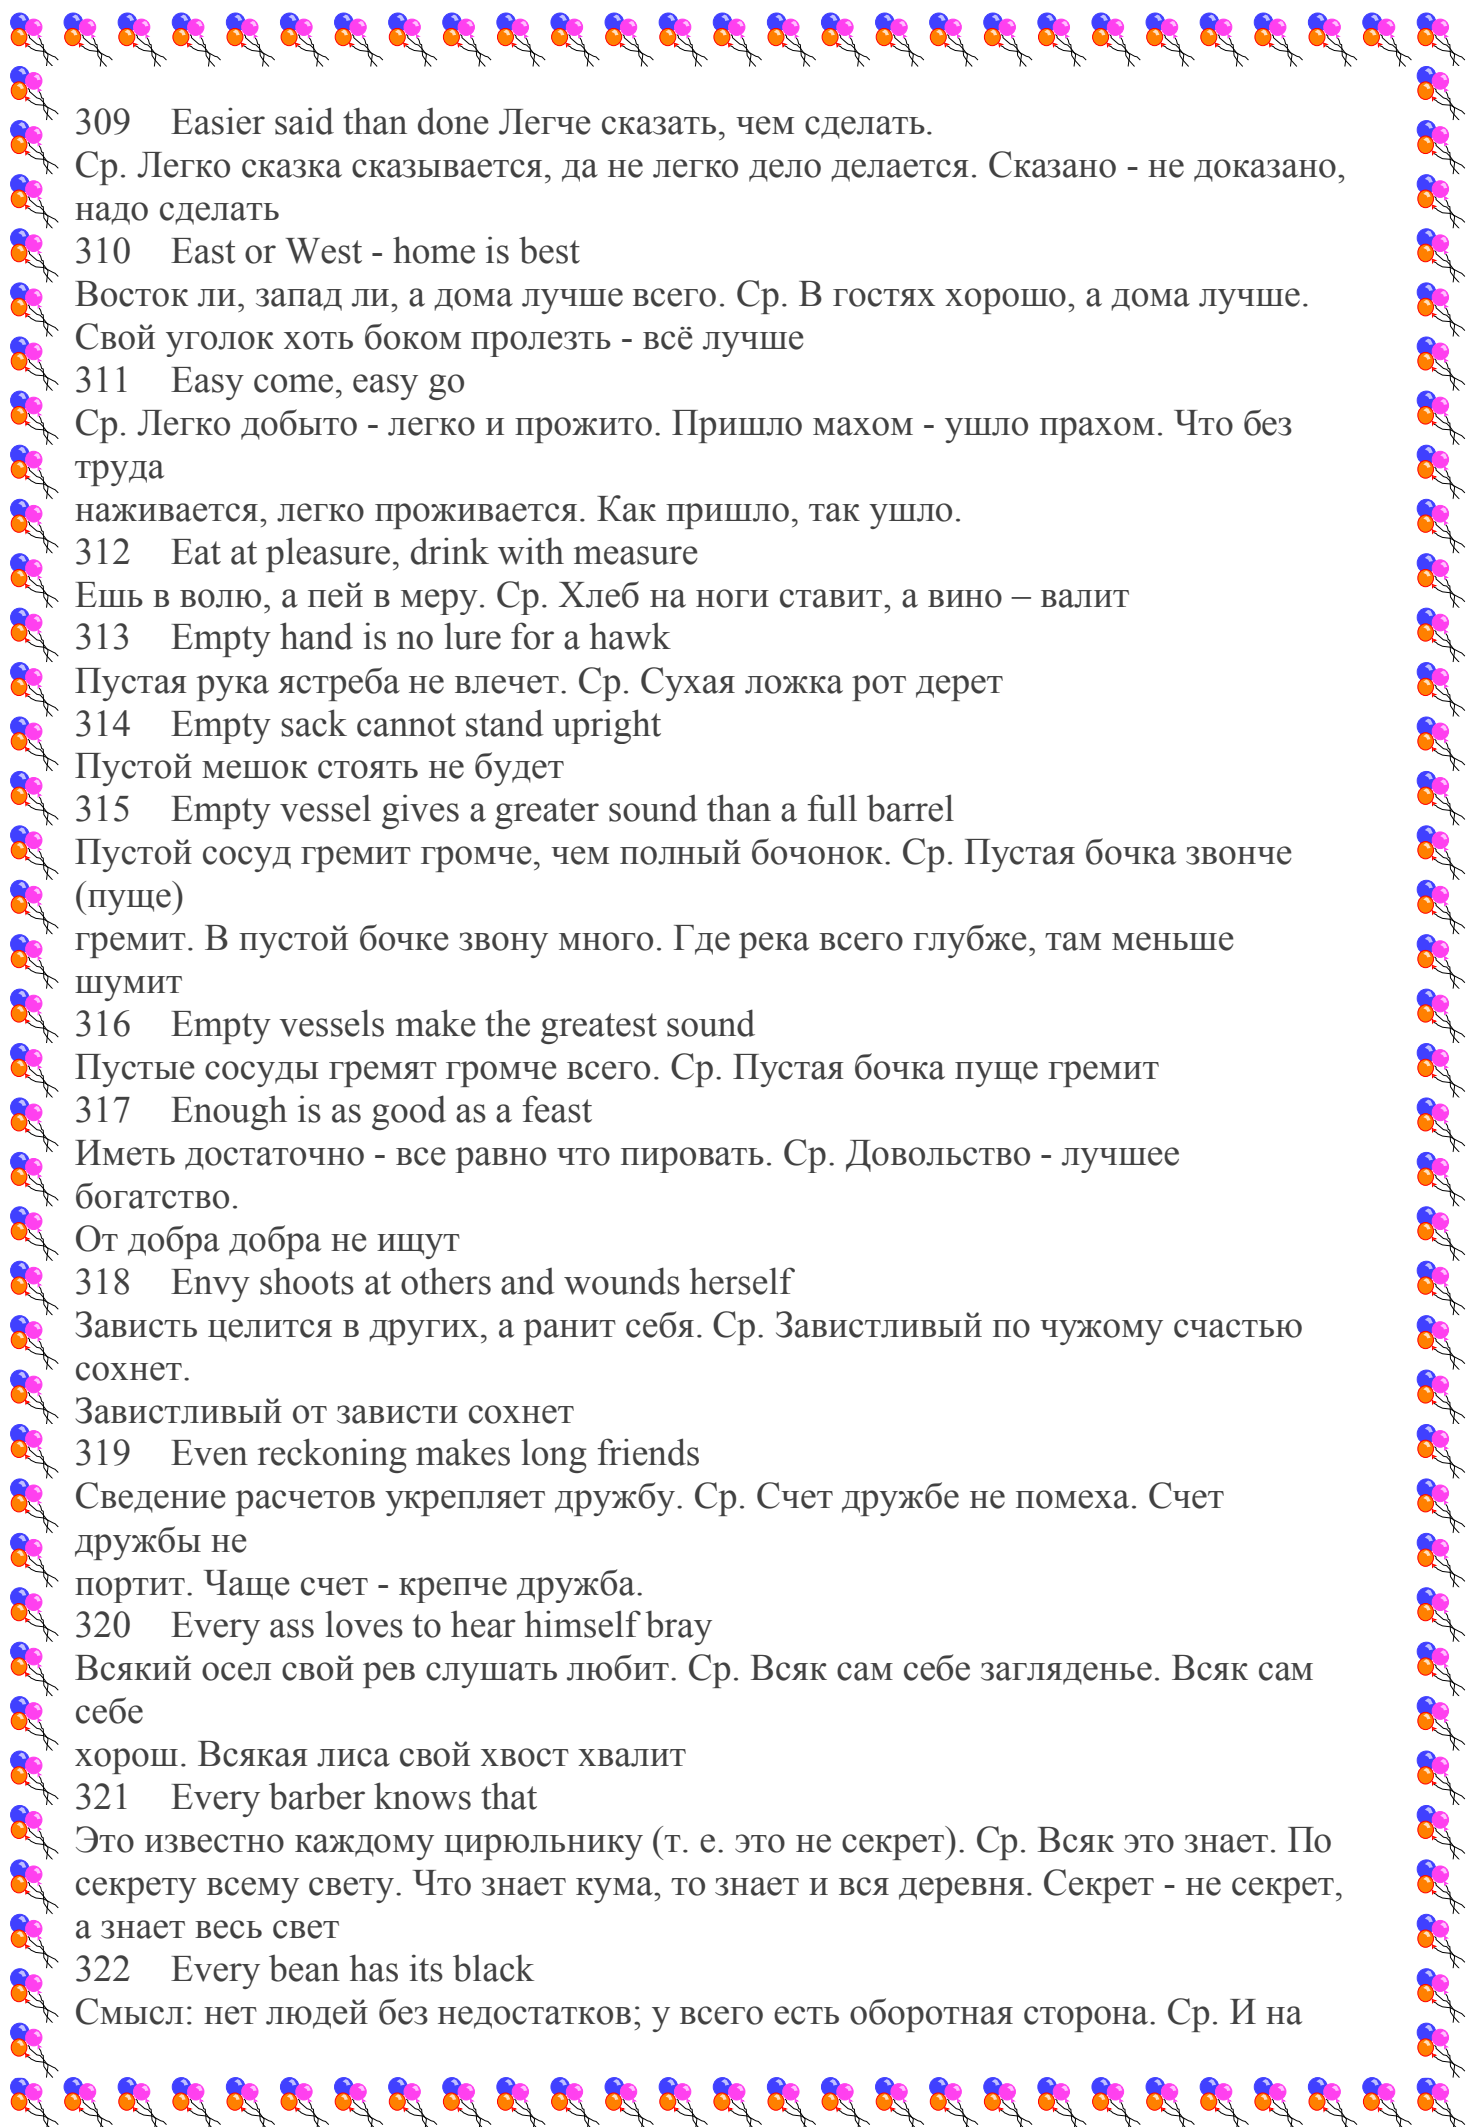 309 Easier said than done Легче сказать, чем сделать.
Ср. Легко сказка сказывается, да не легко дело делается. Сказано - не доказано,
надо сделать
310 East or West - home is best
Восток ли, запад ли, а дома лучше всего. Ср. В гостях хорошо, а дома лучше.
Свой уголок хоть боком пролезть - всё лучше
311 Easy come, easy go
Ср. Легко добыто - легко и прожито. Пришло махом - ушло прахом. Что без
труда
наживается, легко проживается. Как пришло, так ушло.
312 Eat at pleasure, drink with measure
Ешь в волю, а пей в меру. Ср. Хлеб на ноги ставит, а вино – валит
313 Empty hand is no lure for a hawk
Пустая рука ястреба не влечет. Ср. Сухая ложка рот дерет
314 Empty sack cannot stand upright
Пустой мешок стоять не будет
315 Empty vessel gives a greater sound than a full barrel
Пустой сосуд гремит громче, чем полный бочонок. Ср. Пустая бочка звонче
(пуще)
гремит. В пустой бочке звону много. Где река всего глубже, там меньше
шумит
316 Empty vessels make the greatest sound
Пустые сосуды гремят громче всего. Ср. Пустая бочка пуще гремит
317 Enough is as good as a feast
Иметь достаточно - все равно что пировать. Ср. Довольство - лучшее
богатство.
От добра добра не ищут
318 Envy shoots at others and wounds herself
Зависть целится в других, а ранит себя. Ср. Завистливый по чужому счастью
сохнет.
Завистливый от зависти сохнет
319 Even reckoning makes long friends
Сведение расчетов укрепляет дружбу. Ср. Счет дружбе не помеха. Счет
дружбы не
портит. Чаще счет - крепче дружба.
320 Every ass loves to hear himself bray
Всякий осел свой рев слушать любит. Ср. Всяк сам себе загляденье. Всяк сам
себе
хорош. Всякая лиса свой хвост хвалит
321 Every barber knows that
Это известно каждому цирюльнику (т. е. это не секрет). Ср. Всяк это знает. По
секрету всему свету. Что знает кума, то знает и вся деревня. Секрет - не секрет,
а знает весь свет
322 Every bean has its black
Смысл: нет людей без недостатков; у всего есть оборотная сторона. Ср. И на